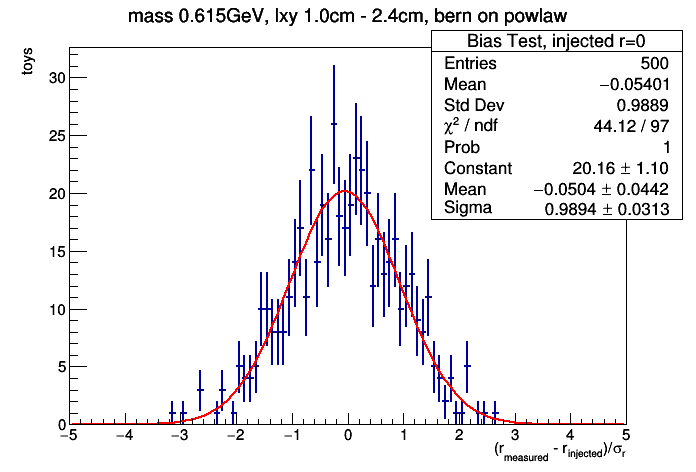 mass 0.615GeV, lxy 1.0cm - 2.4cm, bern on powlaw
Bias Test, injected r=0
Entries 500
Mean −0.05401
Std Dev 0.9889
χ² / ndf 44.12 / 97
Prob 1
Constant 20.16 ± 1.10
Mean −0.0504 ± 0.0442
Sigma 0.9894 ± 0.0313
toys
30
25
20
15
10
5
0
−5 −4 −3 −2 −1 0 1 2 3 4 5
(r_measured - r_injected)/σ_r